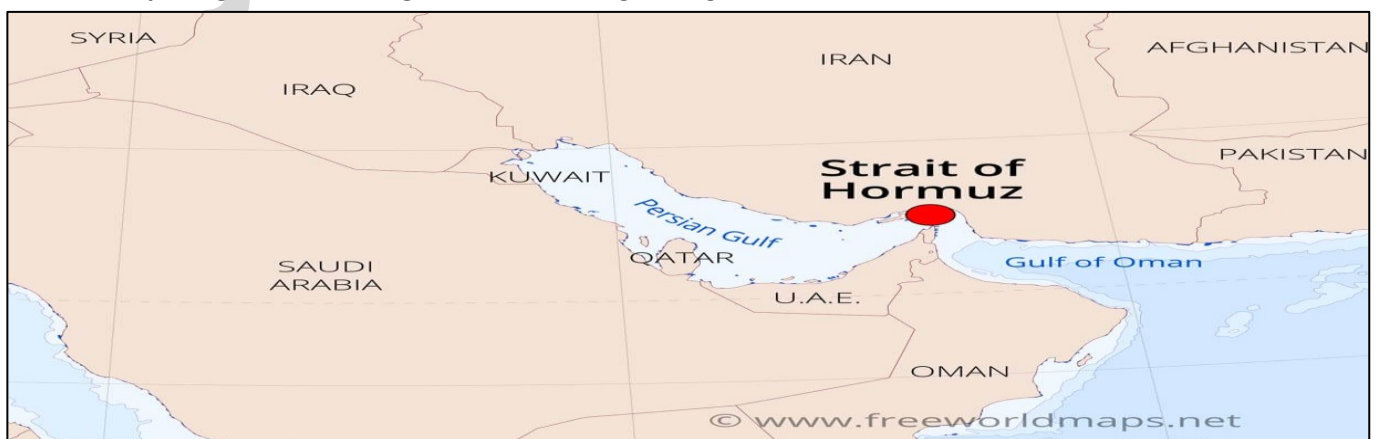 SYRIA
AFGHANISTAN
IRAN
IRAQ
PAKISTAN
Strait of
Hormuz
KUWAIT
Persian Gulf
QATAR
Gulf of Oman
SAUDI
ARABIA
U.A.E.
OMAN
© www.freeworldmaps.net